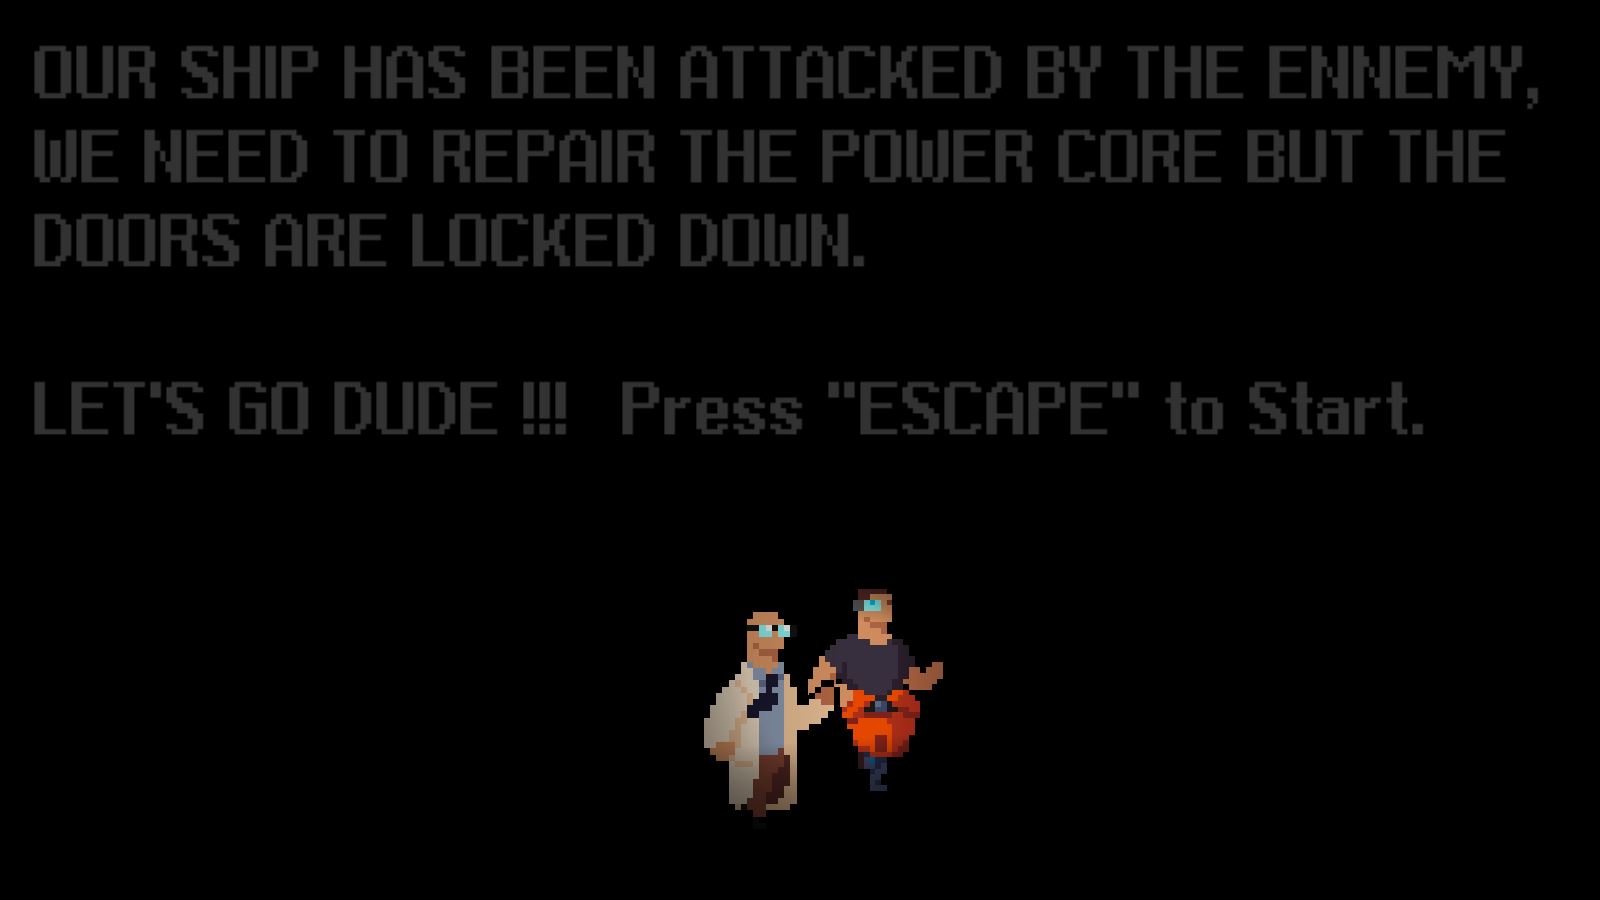 OUR SHIP HAS BEEN ATTACKED BY THE ENNEMY,
WE NEED TO REPAIR THE POWER CORE BUT THE
DOORS ARE LOCKED DOWN.
LET'S GO DUDE !!! Press "ESCAPE" to Start.